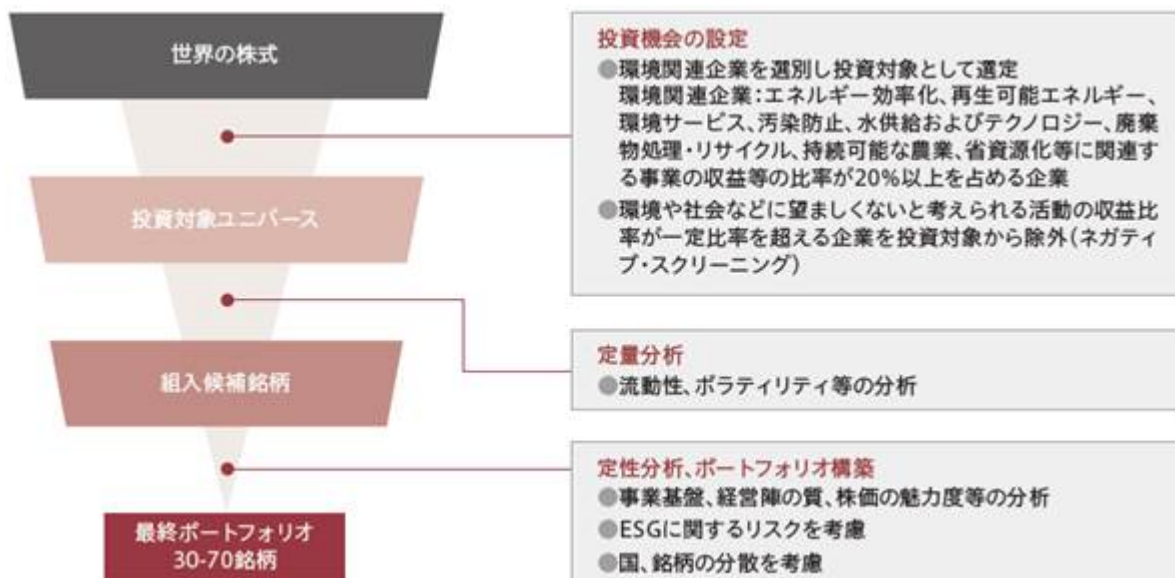 世界の株式
投資対象ユニバース
組入候補銘柄
最終ポートフォリオ
30-70銘柄
投資機会の設定
●環境関連企業を選別し投資対象として選定
環境関連企業：エネルギー効率化、再生可能エネルギー、
環境サービス、汚染防止、水供給およびテクノロジー、廃棄
物処理・リサイクル、持続可能な農業、省資源化等に関連す
る事業の収益等の比率が20%以上を占める企業
●環境や社会などに望ましくないと考えられる活動の収益比
率が一定比率を超える企業を投資対象から除外(ネガティ
ブ・スクリーニング)
定量分析
●流動性、ボラティリティ等の分析
定性分析、ポートフォリオ構築
●事業基盤、経営陣の質、株価の魅力度等の分析
●ESGに関するリスクを考慮
●国、銘柄の分散を考慮